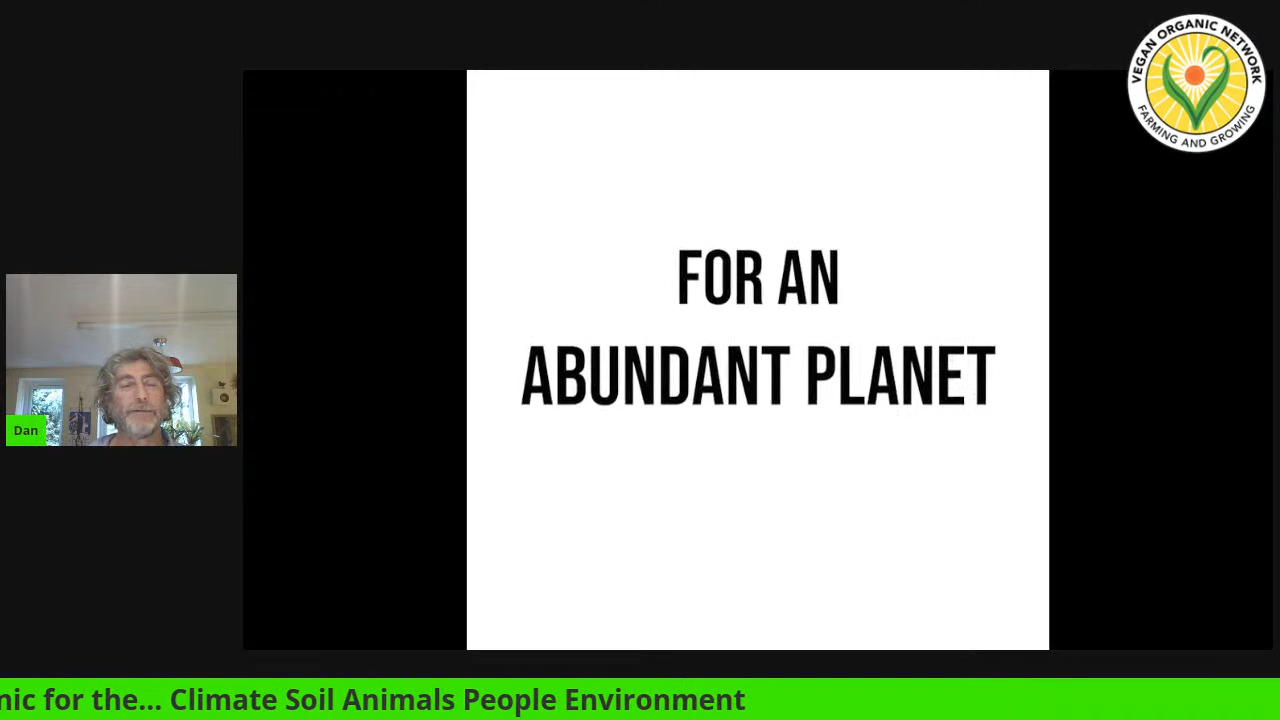 VEGAN ORGANIC NETWORK
FARMING AND GROWING
FOR AN
ABUNDANT PLANET
Dan
nic for the... Climate Soil Animals People Environment